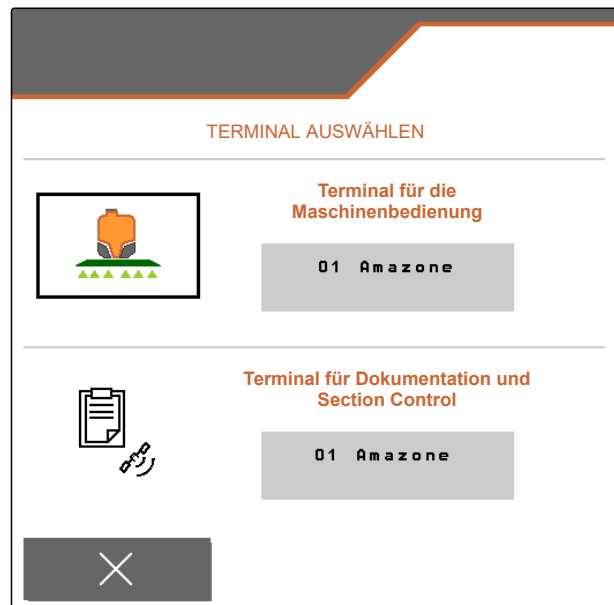 TERMINAL AUSWÄHLEN
Terminal für die
Maschinenbedienung
01 Amazone
Terminal für Dokumentation und
Section Control
01 Amazone